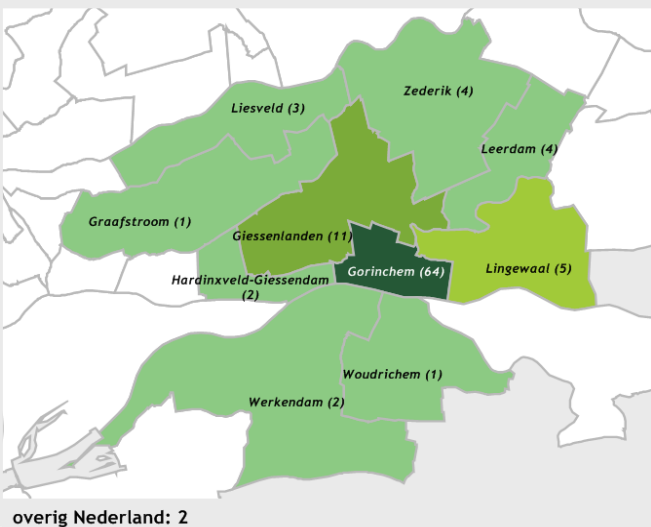 Zederik (4)
Liesveld (3)
Leerdam (4)
Graafstroom (1)
Giessenlanden (11)
Lingewaal (5)
Gorinchem (64)
Hardinxveld-Giessendam
(2)
Woudrichem (1)
Werkendam (2)
overig Nederland: 2